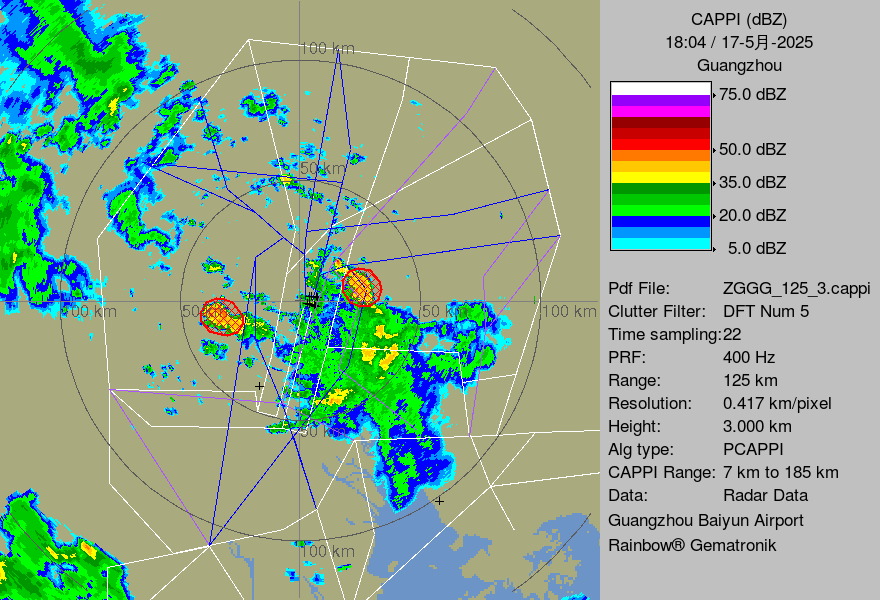 100 km
50 km
100 km
50 km
50 km
100 km
50 km
100 km
CAPPI (dBZ)
18:04 / 17-5月-2025
Guangzhou
75.0 dBZ
50.0 dBZ
35.0 dBZ
20.0 dBZ
5.0 dBZ
Pdf File: ZGGG_125_3.cappi
Clutter Filter: DFT Num 5
Time sampling:22
PRF: 400 Hz
Range: 125 km
Resolution: 0.417 km/pixel
Height: 3.000 km
Alg type: PCAPPI
CAPPI Range: 7 km to 185 km
Data: Radar Data
Guangzhou Baiyun Airport
Rainbow® Gematronik